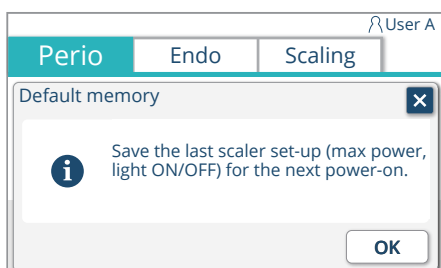 User A
Perio Endo Scaling
Default memory
Save the last scaler set-up (max power,
light ON/OFF) for the next power-on.
OK